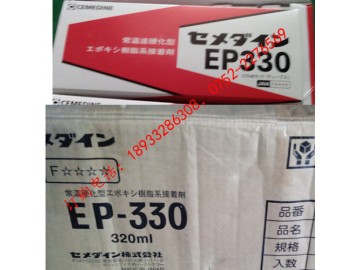 CEMEDINE
常温速硬化型
エポキシ樹脂系接着剤
セメダイン
EP330
CEMEDINE
メダイン
F☆☆☆☆
常温硬化型エポキシ樹脂系接着剤
EP-330
320ml
セメダイン株式会社
品番
品名
規格
入数